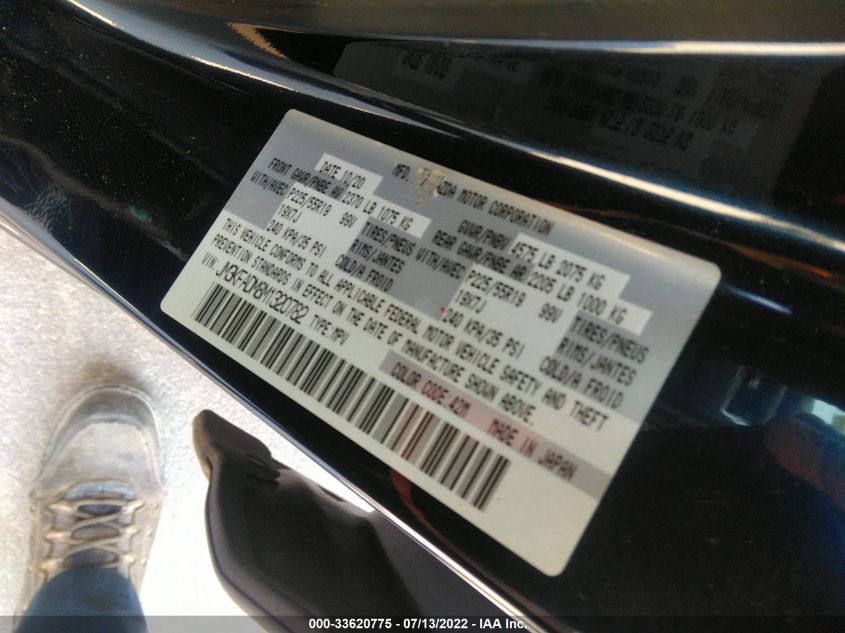 MFD. MAZDA MOTOR CORPORATION
DATE 10/20 GVWR/PNBV 4575 LB 2075 KG
FRONT GAWR/PNBE AV 2370 LB 1075 KG REAR GAWR/PNBE AR 2205 LB 1000 KG
WITH/AVEC P225/55R19 99V TIRES/PNEUS WITH/AVEC P225/55R19 99V TIRES/PNEUS
19X7J RIMS/JANTES 19X7J RIMS/JANTES
240 KPA/35 PSI COLD/A FROID 240 KPA/35 PSI COLD/A FROID
THIS VEHICLE CONFORMS TO ALL APPLICABLE FEDERAL MOTOR VEHICLE SAFETY AND THEFT
PREVENTION STANDARDS IN EFFECT ON THE DATE OF MANUFACTURE SHOWN ABOVE.
VIN: JM3KFADM8M1320782 TYPE: MPV COLOR CODE: 42M
MADE IN JAPAN
000-33620775 - 07/13/2022 - IAA Inc.